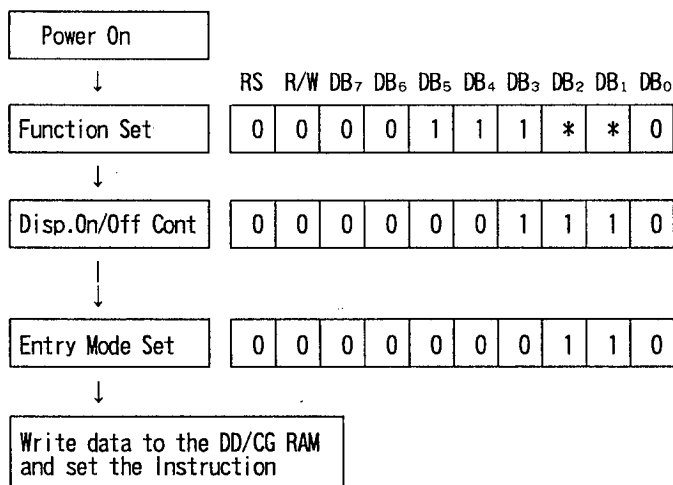 Power On
RS R/W DB₇ DB₆ DB₅ DB₄ DB₃ DB₂ DB₁ DB₀
Function Set 0 0 0 0 1 1 1 * * 0
Disp.On/Off Cont 0 0 0 0 0 0 1 1 1 0
Entry Mode Set 0 0 0 0 0 0 0 1 1 0
Write data to the DD/CG RAM
and set the Instruction